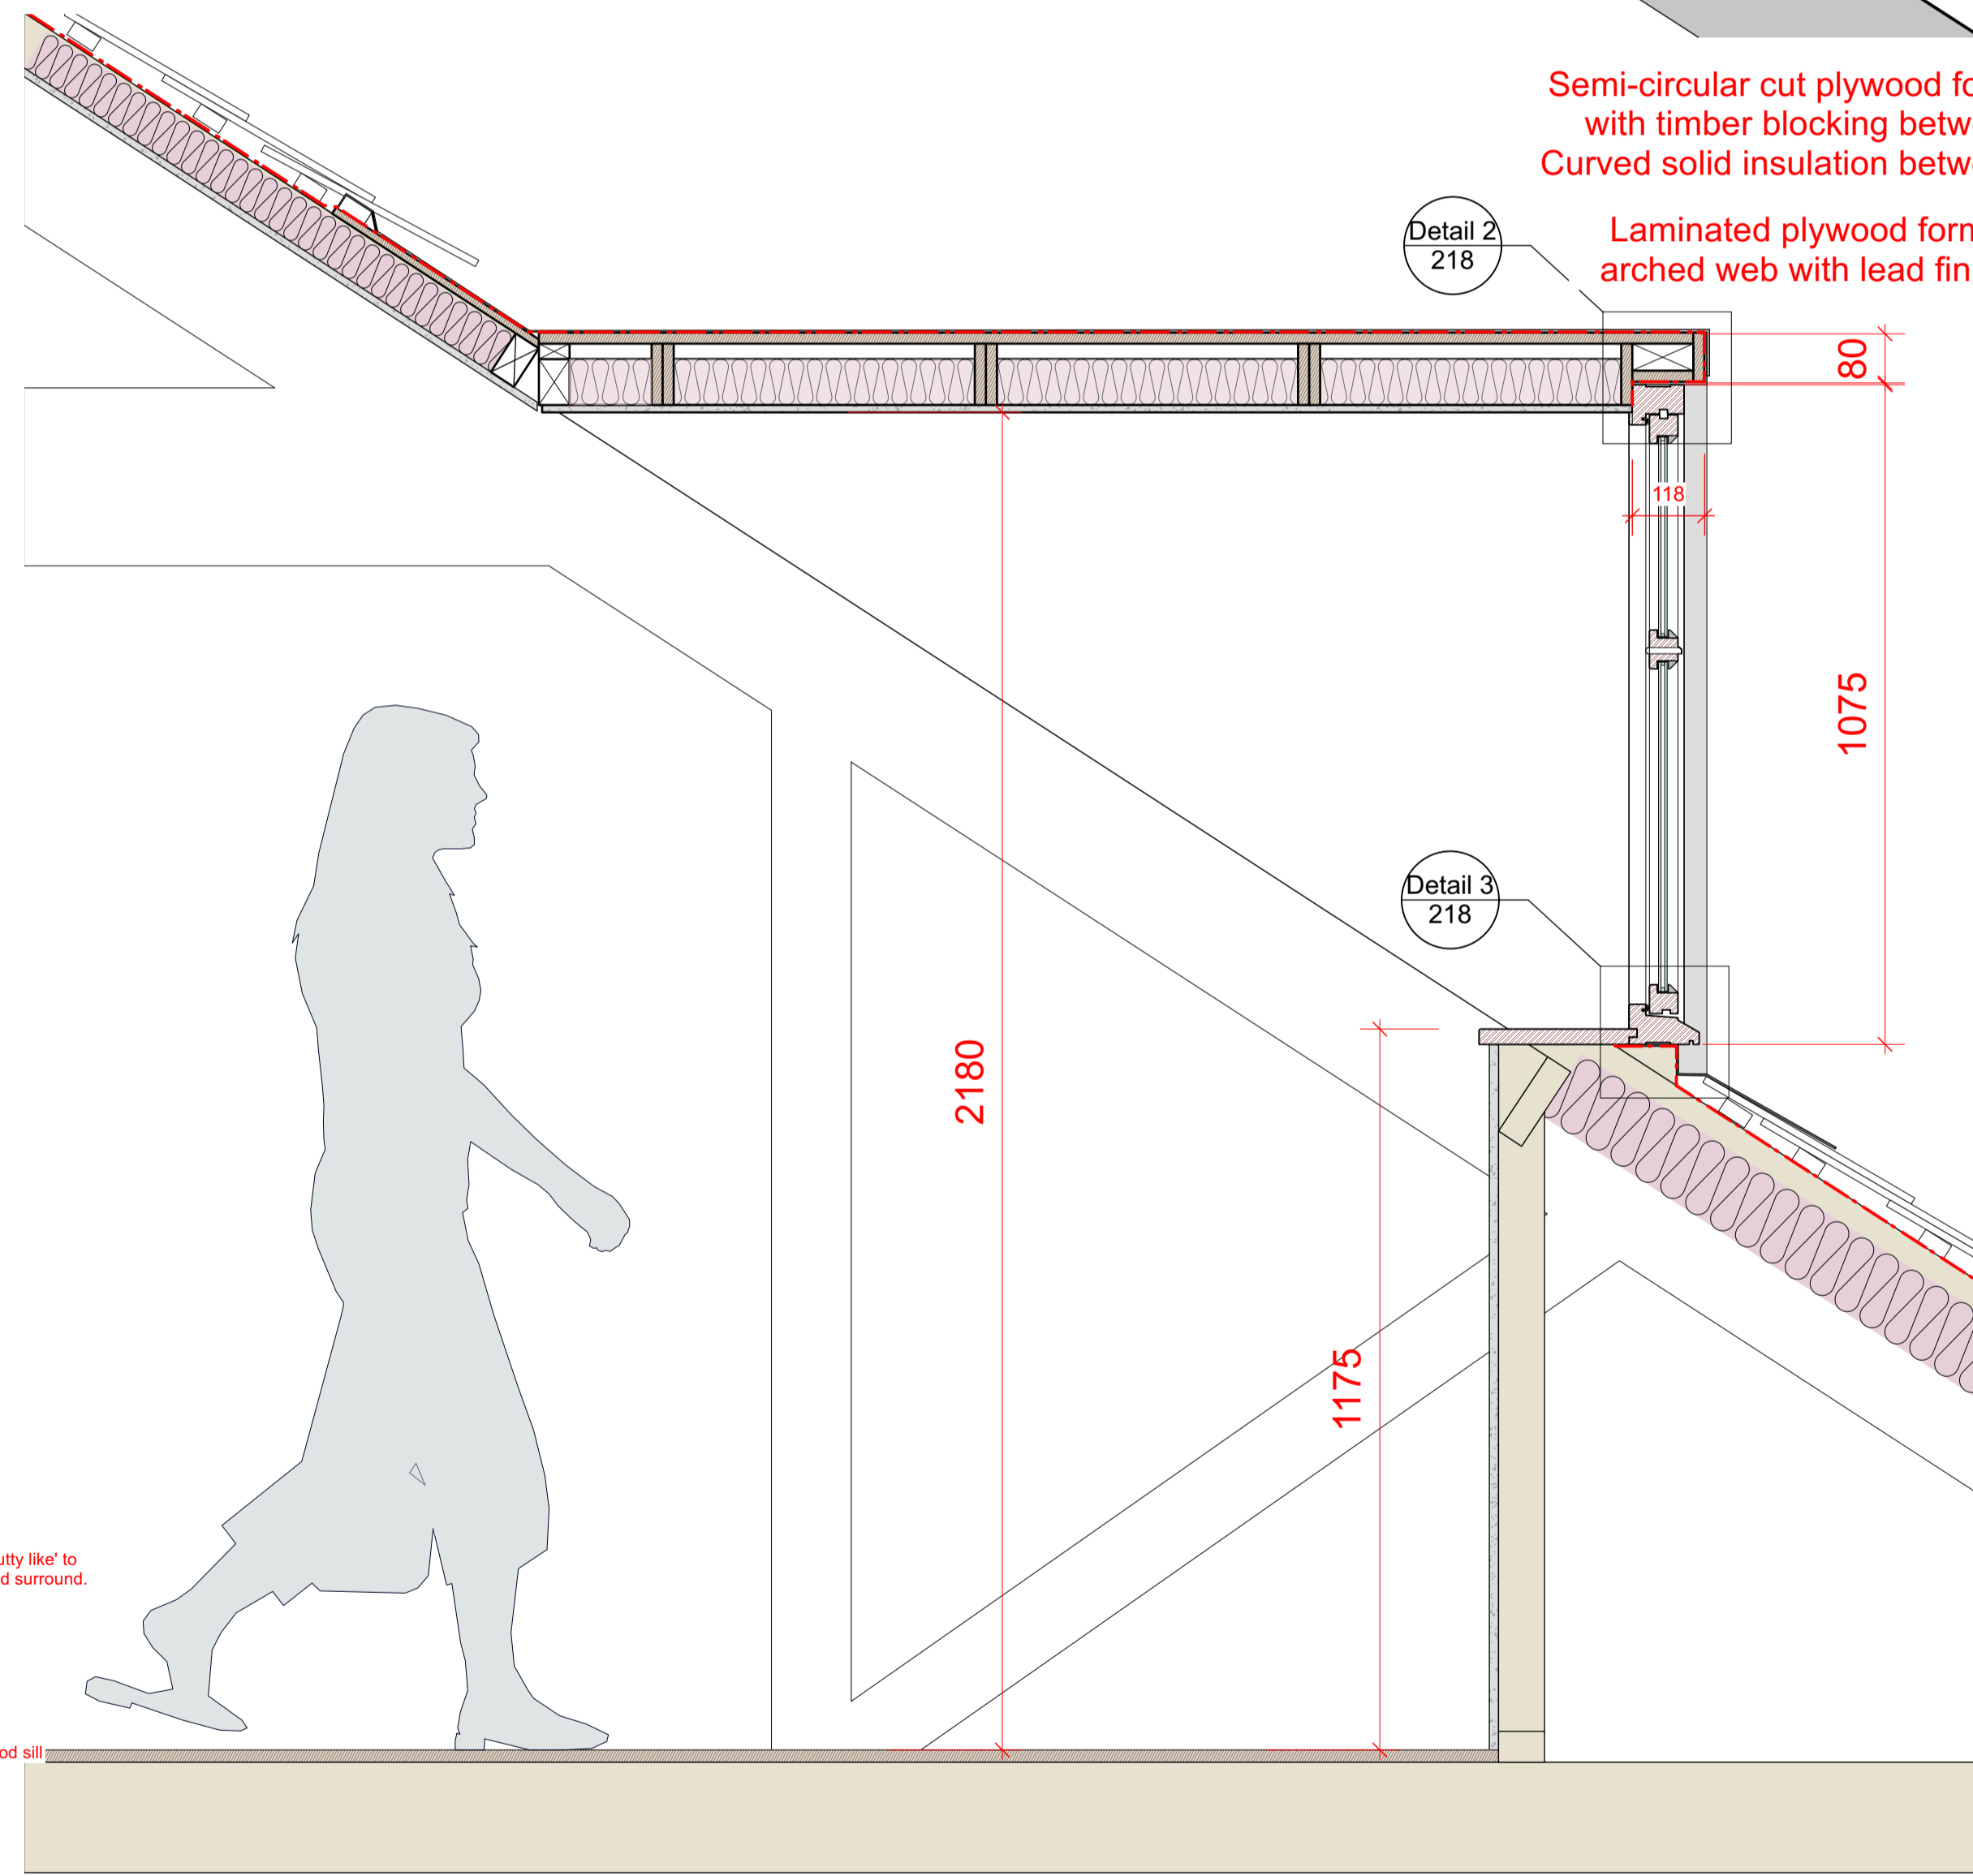 Semi-circular cut plywood fo
with timber blocking betw
Curved solid insulation betw
Laminated plywood form
arched web with lead fin
Detail 2
218
80
118
1075
Detail 3
218
2180
1175
utty like' to
d surround.
od sill